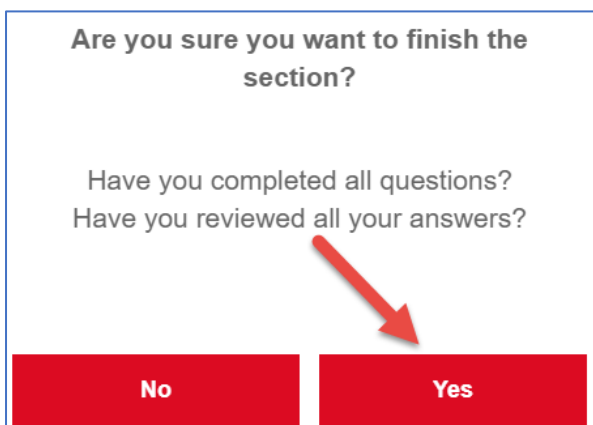 Are you sure you want to finish the
section?
Have you completed all questions?
Have you reviewed all your answers?
No
Yes